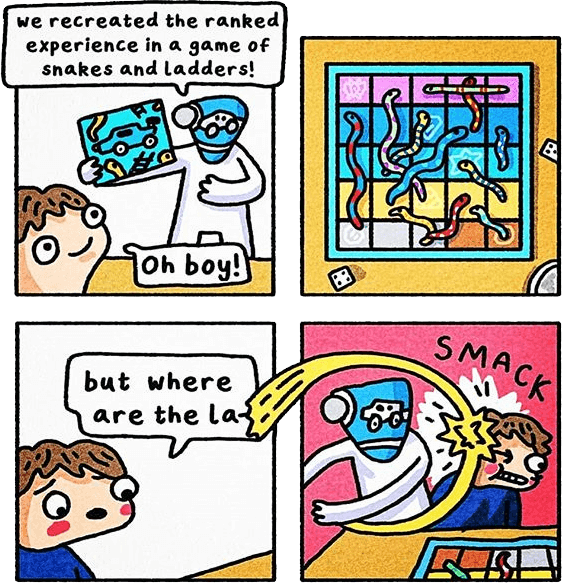 we recreated the ranked
experience in a game of
snakes and ladders!
Oh boy!
but where
are the la-
SMACK